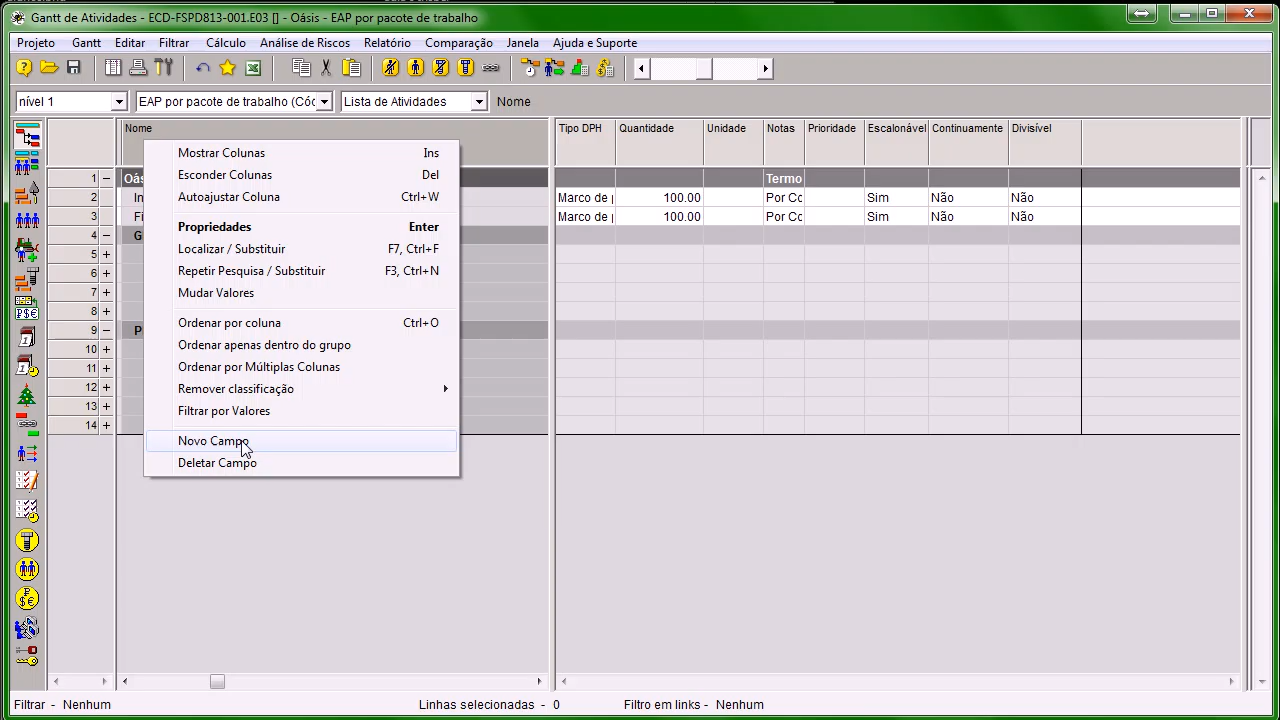 Gantt de Atividades - ECD-FSPD813-001.E03 [] - Oásis - EAP por pacote de trabalho
Projeto Gantt Editar Filtrar Cálculo Análise de Riscos Relatório Comparação Janela Ajuda e Suporte
nível 1 EAP por pacote de trabalho (Cóc Lista de Atividades Nome
Nome Tipo DPH Quantidade Unidade Notas Prioridade Escalonável Continuamente Divisível
Mostrar Colunas Ins
Esconder Colunas Del
Autoajustar Coluna Ctrl+W
Propriedades Enter
Localizar / Substituir F7, Ctrl+F
Repetir Pesquisa / Substituir F3, Ctrl+N
Mudar Valores
Ordenar por coluna Ctrl+O
Ordenar apenas dentro do grupo
Ordenar por Múltiplas Colunas
Remover classificação
Filtrar por Valores
Novo Campo
Deletar Campo
1 Oás Termo
2 In Marco de 100.00 Por Cc Sim Não Não
3 Fi Marco de 100.00 Por Cc Sim Não Não
4 G
5
6
7
8
9 P
10
11
12
13
14
Filtrar - Nenhum Linhas selecionadas - 0 Filtro em links - Nenhum